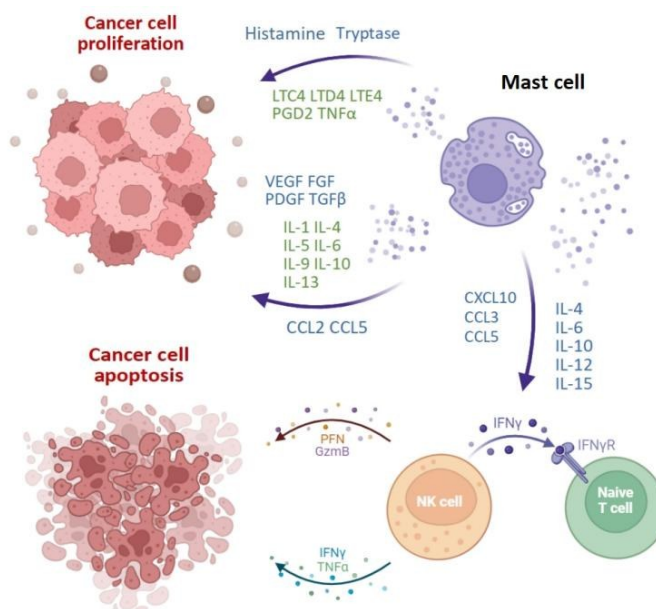 Cancer cell
proliferation
Histamine Tryptase
LTC4 LTD4 LTE4
PGD2 TNFα
Mast cell
VEGF FGF
PDGF TGFβ
IL-1 IL-4
IL-5 IL-6
IL-9 IL-10
IL-13
CCL2 CCL5
CXCL10
CCL3
CCL5
IL-4
IL-6
IL-10
IL-12
IL-15
Cancer cell
apoptosis
PFN
GzmB
IFNγ
IFNγR
NK cell
Naive
T cell
IFNγ
TNFα